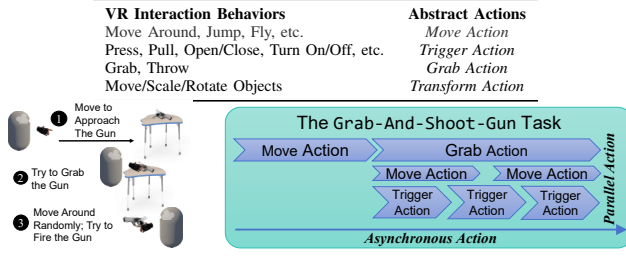 VR Interaction Behaviors Abstract Actions
Move Around, Jump, Fly, etc. Move Action
Press, Pull, Open/Close, Turn On/Off, etc. Trigger Action
Grab, Throw Grab Action
Move/Scale/Rotate Objects Transform Action
1 Move to
Approach
The Gun
2 Try to Grab
the Gun
3 Move Around
Randomly; Try to
Fire the Gun
The Grab-And-Shoot-Gun Task
Move Action Grab Action
Move Action Move Action
Trigger Action Trigger Action Trigger Action
Asynchronous Action
Parallel Action